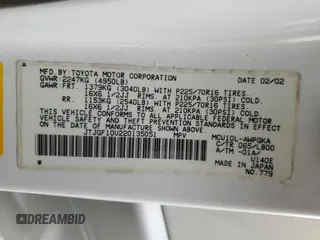 MFD. BY: TOYOTA MOTOR CORPORATION DATE 02/02
GVWR 2247KG (4950LB)
GAWR FRT. 1379KG (3040LB) WITH P225/70R16 TIRES,
16X6 1/2JJ RIMS, AT 210KPA (30PSI) COLD.
RR. 1153KG (2540LB) WITH P225/70R16 TIRES,
16X6 1/2JJ RIMS, AT 210KPA (30PSI) COLD.
THIS VEHICLE CONFORMS TO ALL APPLICABLE FEDERAL MOTOR
VEHICLE SAFETY AND THEFT PREVENTION STANDARDS IN EFFECT
ON THE DATE OF MANUFACTURE SHOWN ABOVE.
JTJGF10U220135051 MPV MCU10L-AWPGKA
C/TR 065/LB00
A/TM -01A/
U140E
MADE IN JAPAN
NO. 779
DREAMBID